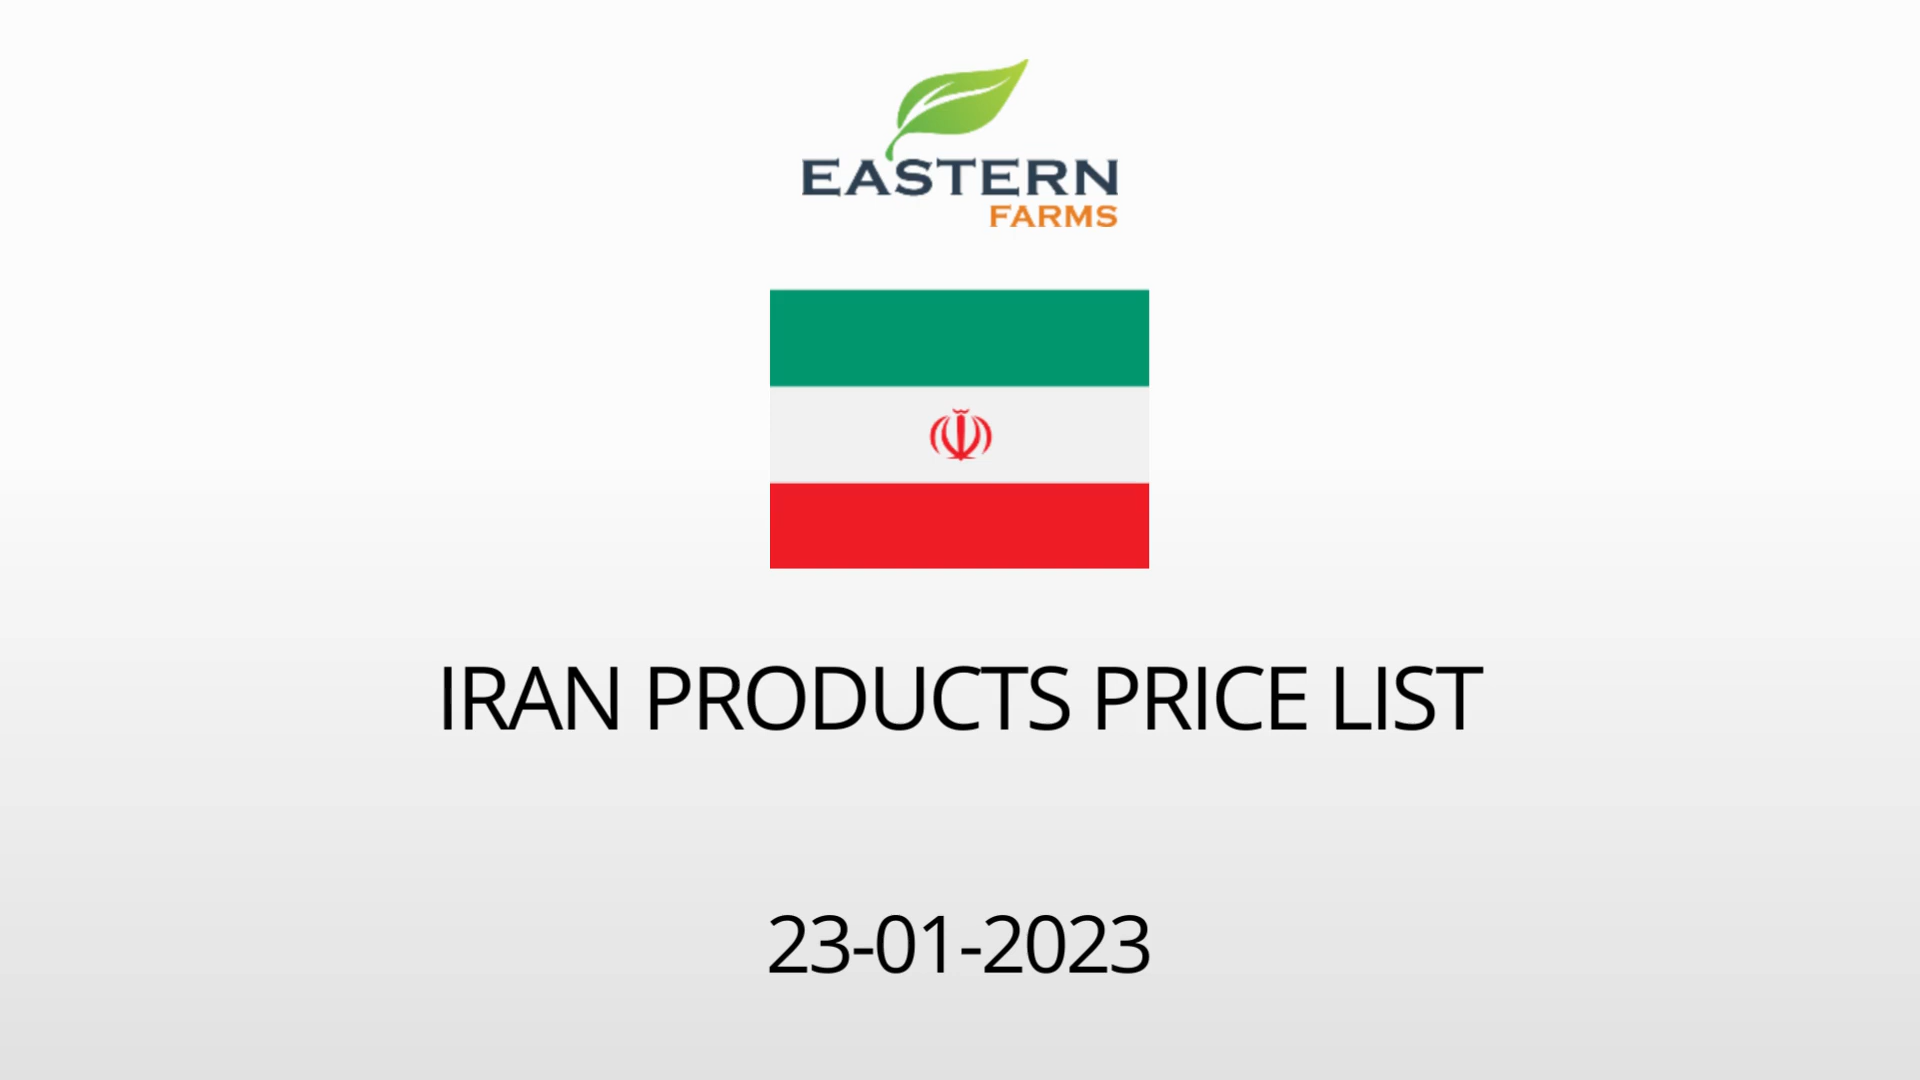 EASTERN
FARMS
IRAN PRODUCTS PRICE LIST
23-01-2023